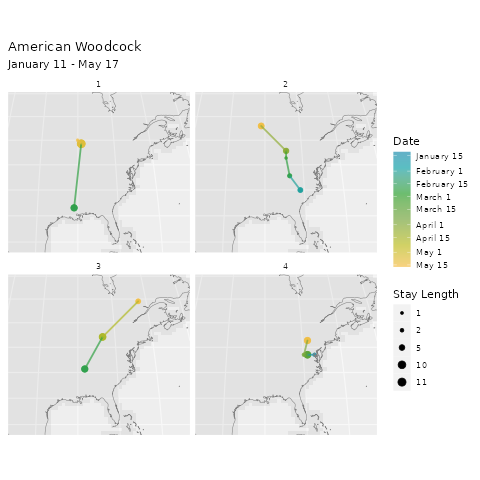 American Woodcock
January 11 - May 17
1
2
3
4
Date
January 15
February 1
February 15
March 1
March 15
April 1
April 15
May 1
May 15
Stay Length
1
2
5
10
11